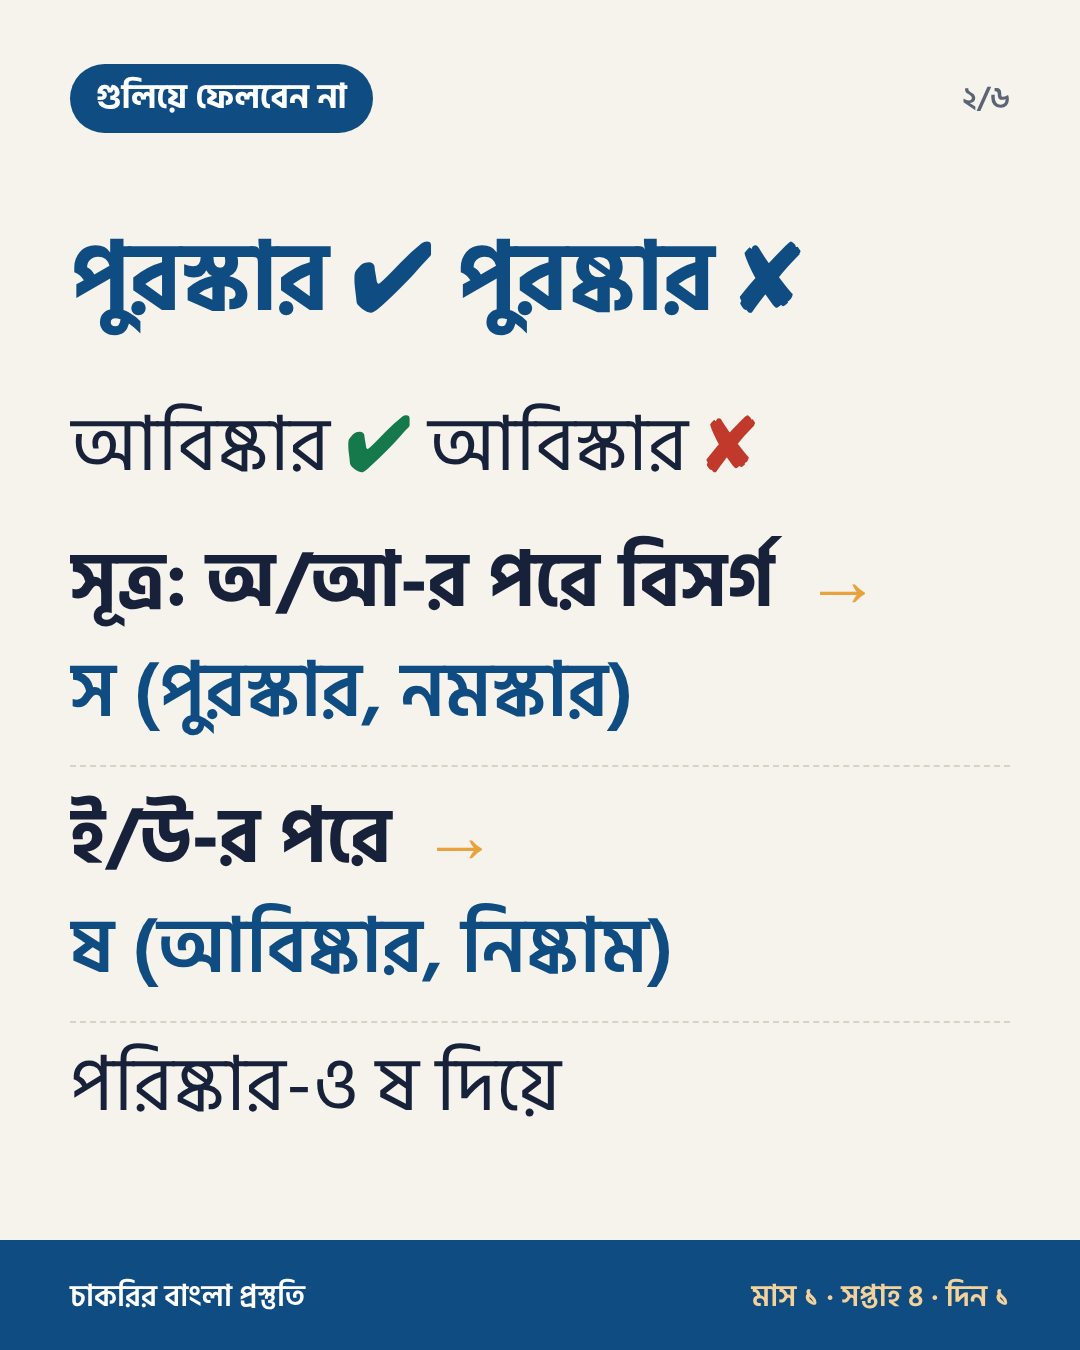 গুলিয়ে ফেলবেন না
২/৬
পুরস্কার ✔ পুরষ্কার ✘
আবিষ্কার ✔ আবিস্কার ✘
সূত্র: অ/আ-র পরে বিসর্গ →
স (পুরস্কার, নমস্কার)
ই/উ-র পরে →
ষ (আবিষ্কার, নিষ্কাম)
পরিষ্কার-ও ষ দিয়ে
চাকরির বাংলা প্রস্তুতি
মাস ১ · সপ্তাহ ৪ · দিন ১